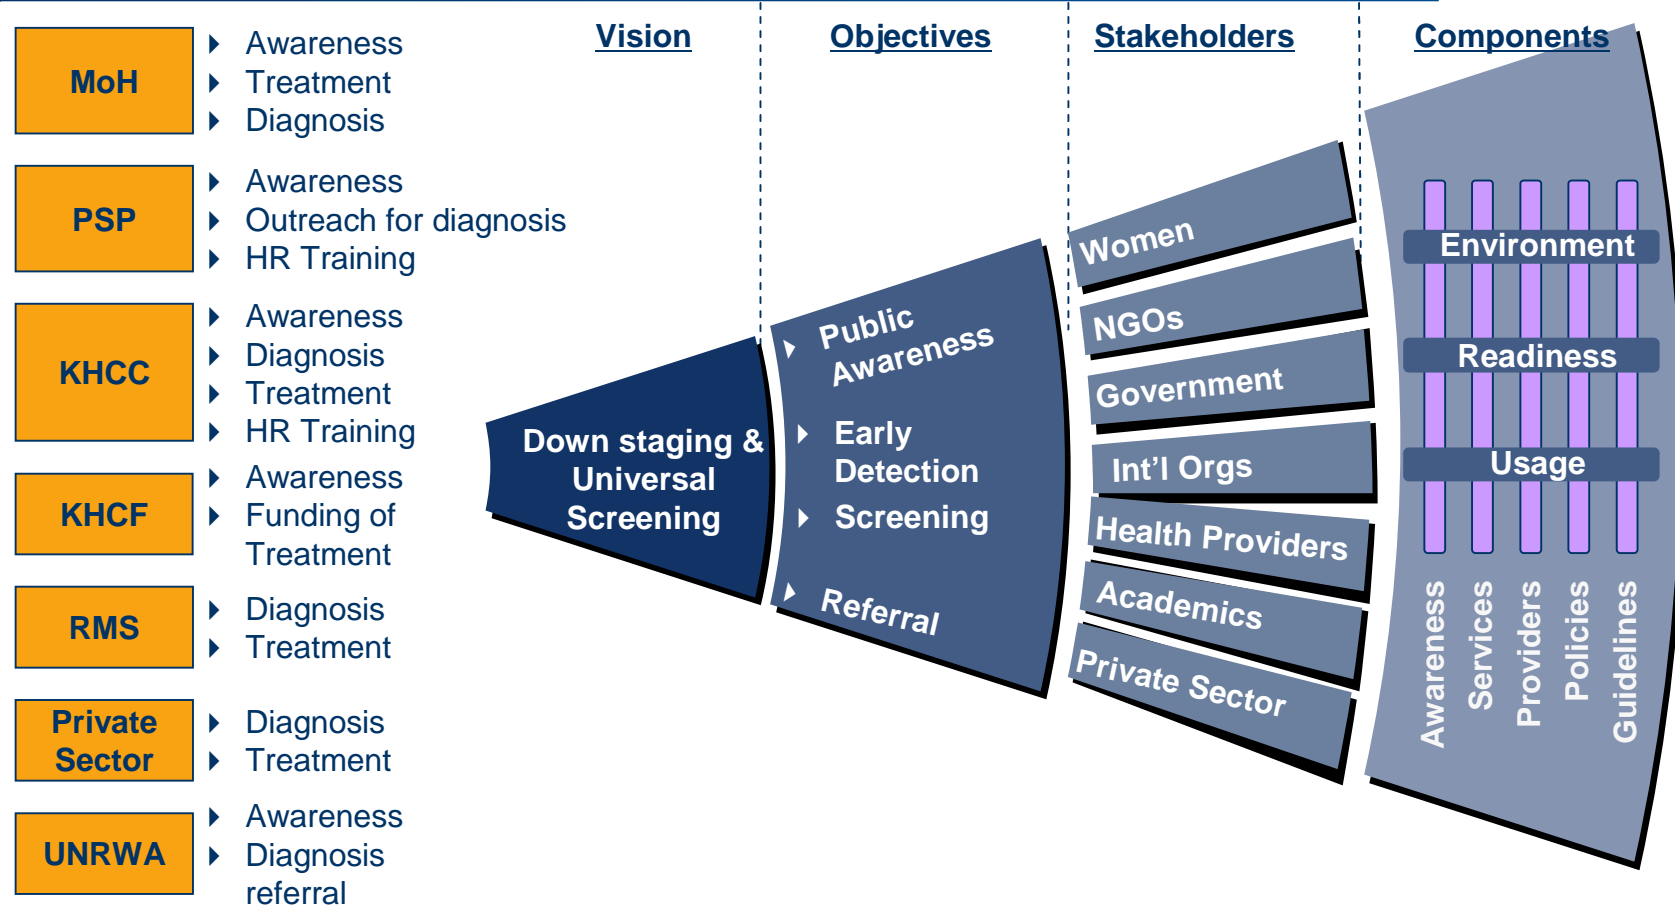 MoH
Awareness
Treatment
Diagnosis
PSP
Awareness
Outreach for diagnosis
HR Training
KHCC
Awareness
Diagnosis
Treatment
HR Training
KHCF
Awareness
Funding of
Treatment
RMS
Diagnosis
Treatment
Private
Sector
Diagnosis
Treatment
UNRWA
Awareness
Diagnosis
referral
Vision
Down staging &
Universal
Screening
Objectives
Public
Awareness
Early
Detection
Screening
Referral
Stakeholders
Women
NGOs
Government
Int'l Orgs
Health Providers
Academics
Private Sector
Components
Environment
Readiness
Usage
Awareness
Services
Providers
Policies
Guidelines